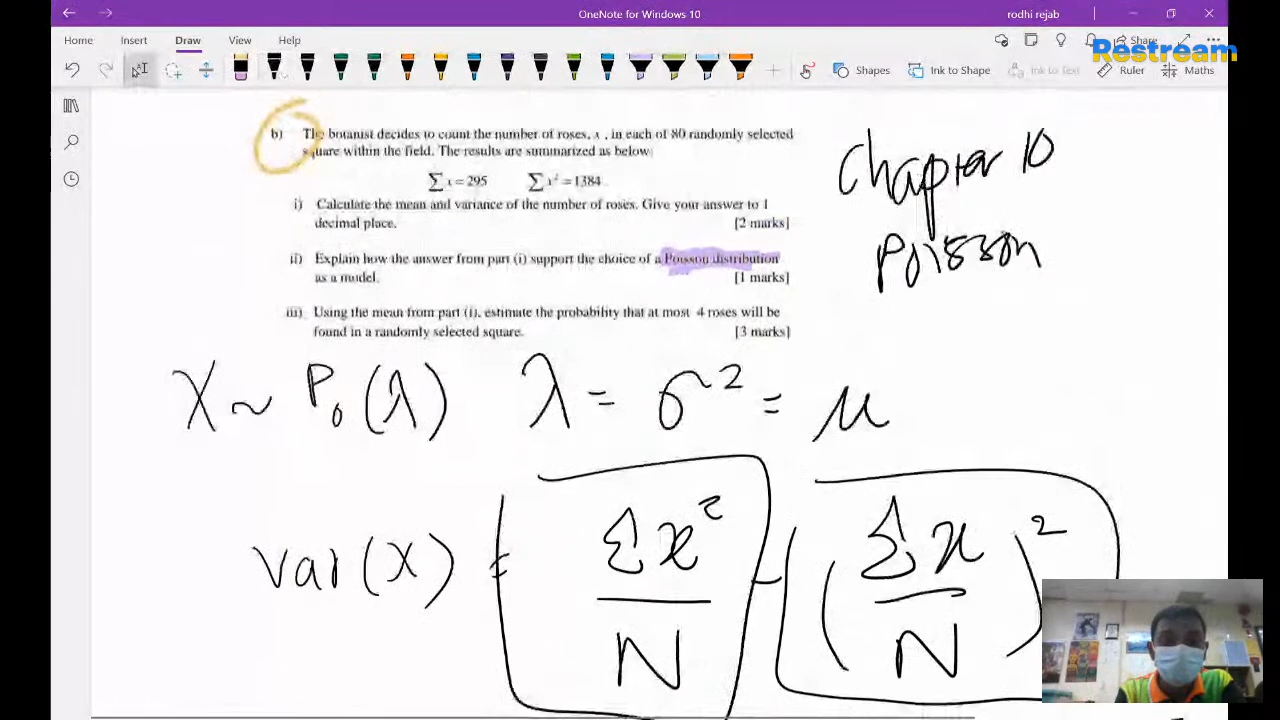 OneNote for Windows 10
rodhi rejab
Home Insert Draw View Help
Share
Restream
Shapes Ink to Shape Ink to Text Ruler Maths
b) The botanist decides to count the number of roses, x , in each of 80 randomly selected
square within the field. The results are summarized as below
∑ x = 295 ∑ x² = 1384
i) Calculate the mean and variance of the number of roses. Give your answer to 1
decimal place. [2 marks]
ii) Explain how the answer from part (i) support the choice of a Poisson distribution
as a model. [1 marks]
iii) Using the mean from part (i), estimate the probability that at most 4 roses will be
found in a randomly selected square. [3 marks]
Chapter 10
Poisson
X ~ P₀(λ) λ = σ² = μ
var(X) = ∑x²/N - (∑x/N)²